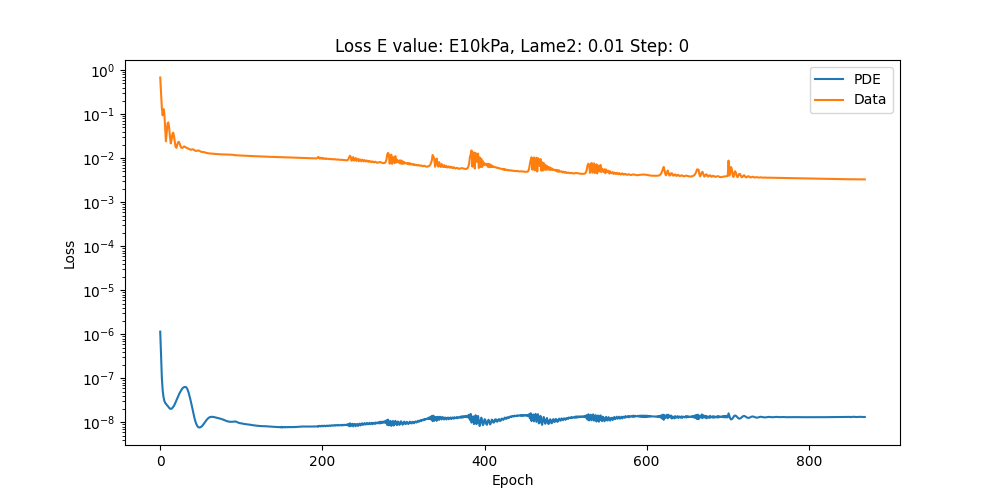 Loss E value: E10kPa, Lame2: 0.01 Step: 0
PDE
Data
Loss
10⁰
10⁻¹
10⁻²
10⁻³
10⁻⁴
10⁻⁵
10⁻⁶
10⁻⁷
10⁻⁸
0 200 400 600 800
Epoch